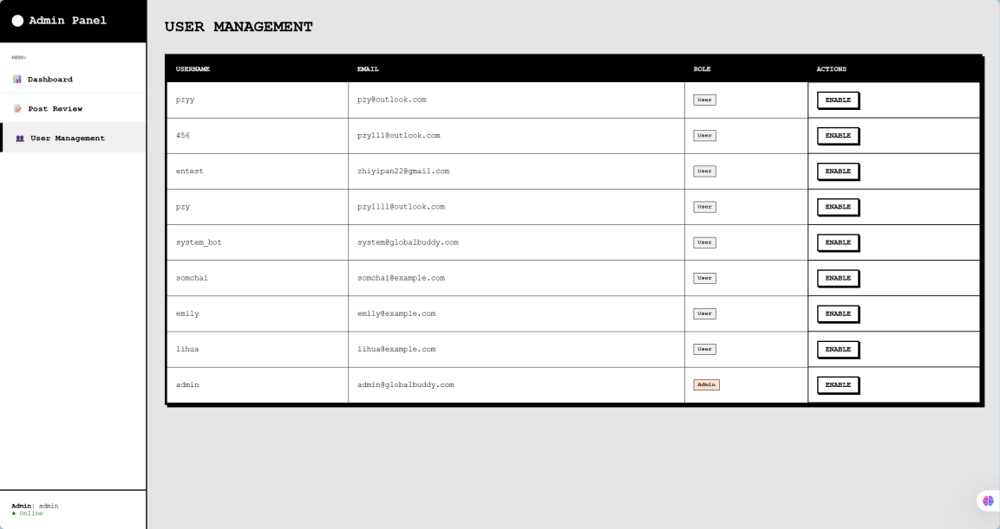 Admin Panel
MENU
Dashboard
Post Review
User Management
Admin: admin
Online
USER MANAGEMENT
USERNAME EMAIL ROLE ACTIONS
pzyy pzy@outlook.com User ENABLE
456 pzylll@outlook.com User ENABLE
entest zhiyipan22@gmail.com User ENABLE
pzy pzyllll@outlook.com User ENABLE
system_bot system@globalbuddy.com User ENABLE
somchai somchai@example.com User ENABLE
emily emily@example.com User ENABLE
lihua lihua@example.com User ENABLE
admin admin@globalbuddy.com Admin ENABLE